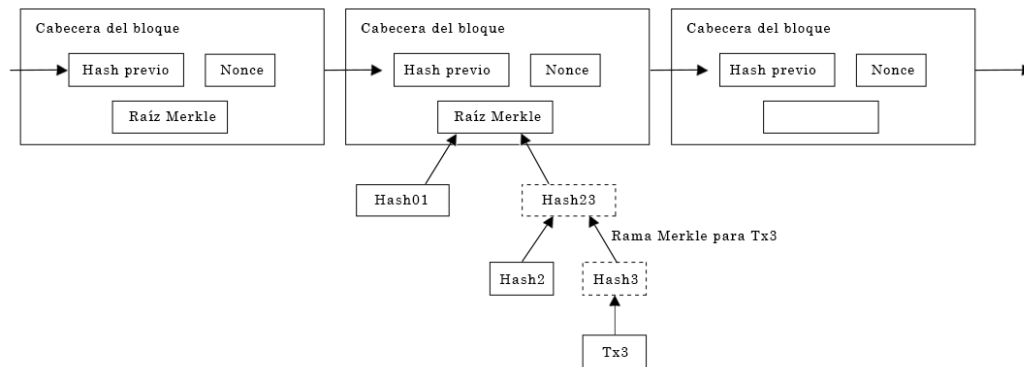 Cabecera del bloque
Cabecera del bloque
Cabecera del bloque
Hash previo
Nonce
Hash previo
Nonce
Hash previo
Nonce
Raíz Merkle
Raíz Merkle
Hash01
Hash23
Rama Merkle para Tx3
Hash2
Hash3
Tx3